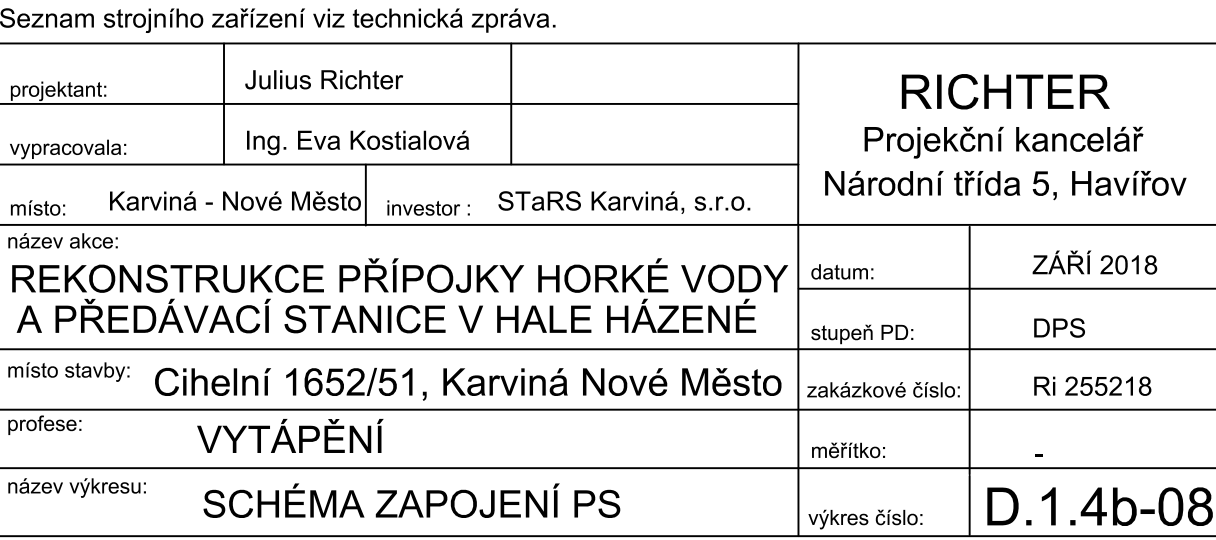 Seznam strojního zařízení viz technická zpráva.
projektant: Julius Richter
vypracovala: Ing. Eva Kostialová
místo: Karviná - Nové Město investor : STaRS Karviná, s.r.o.
RICHTER
Projekční kancelář
Národní třída 5, Havířov
název akce:
REKONSTRUKCE PŘÍPOJKY HORKÉ VODY
A PŘEDÁVACÍ STANICE V HALE HÁZENÉ
datum: ZÁŘÍ 2018
stupeň PD: DPS
místo stavby: Cihelní 1652/51, Karviná Nové Město
zakázkové číslo: Ri 255218
profese: VYTÁPĚNÍ
měřítko: -
název výkresu: SCHÉMA ZAPOJENÍ PS
výkres číslo: D.1.4b-08